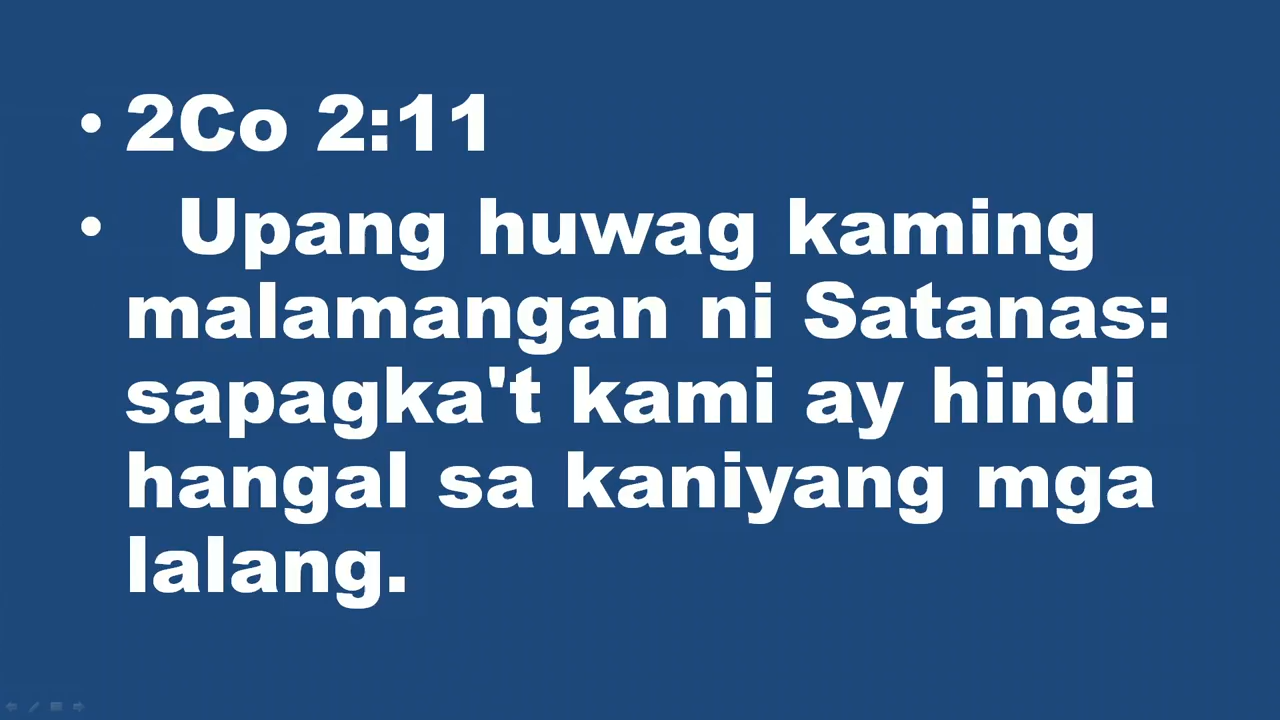 • 2Co 2:11
• Upang huwag kaming
malamangan ni Satanas:
sapagka't kami ay hindi
hangal sa kaniyang mga
lalang.